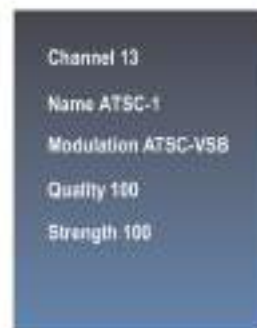 Channel 13
Name ATSC-1
Modulation ATSC-VSB
Quality 100
Strength 100